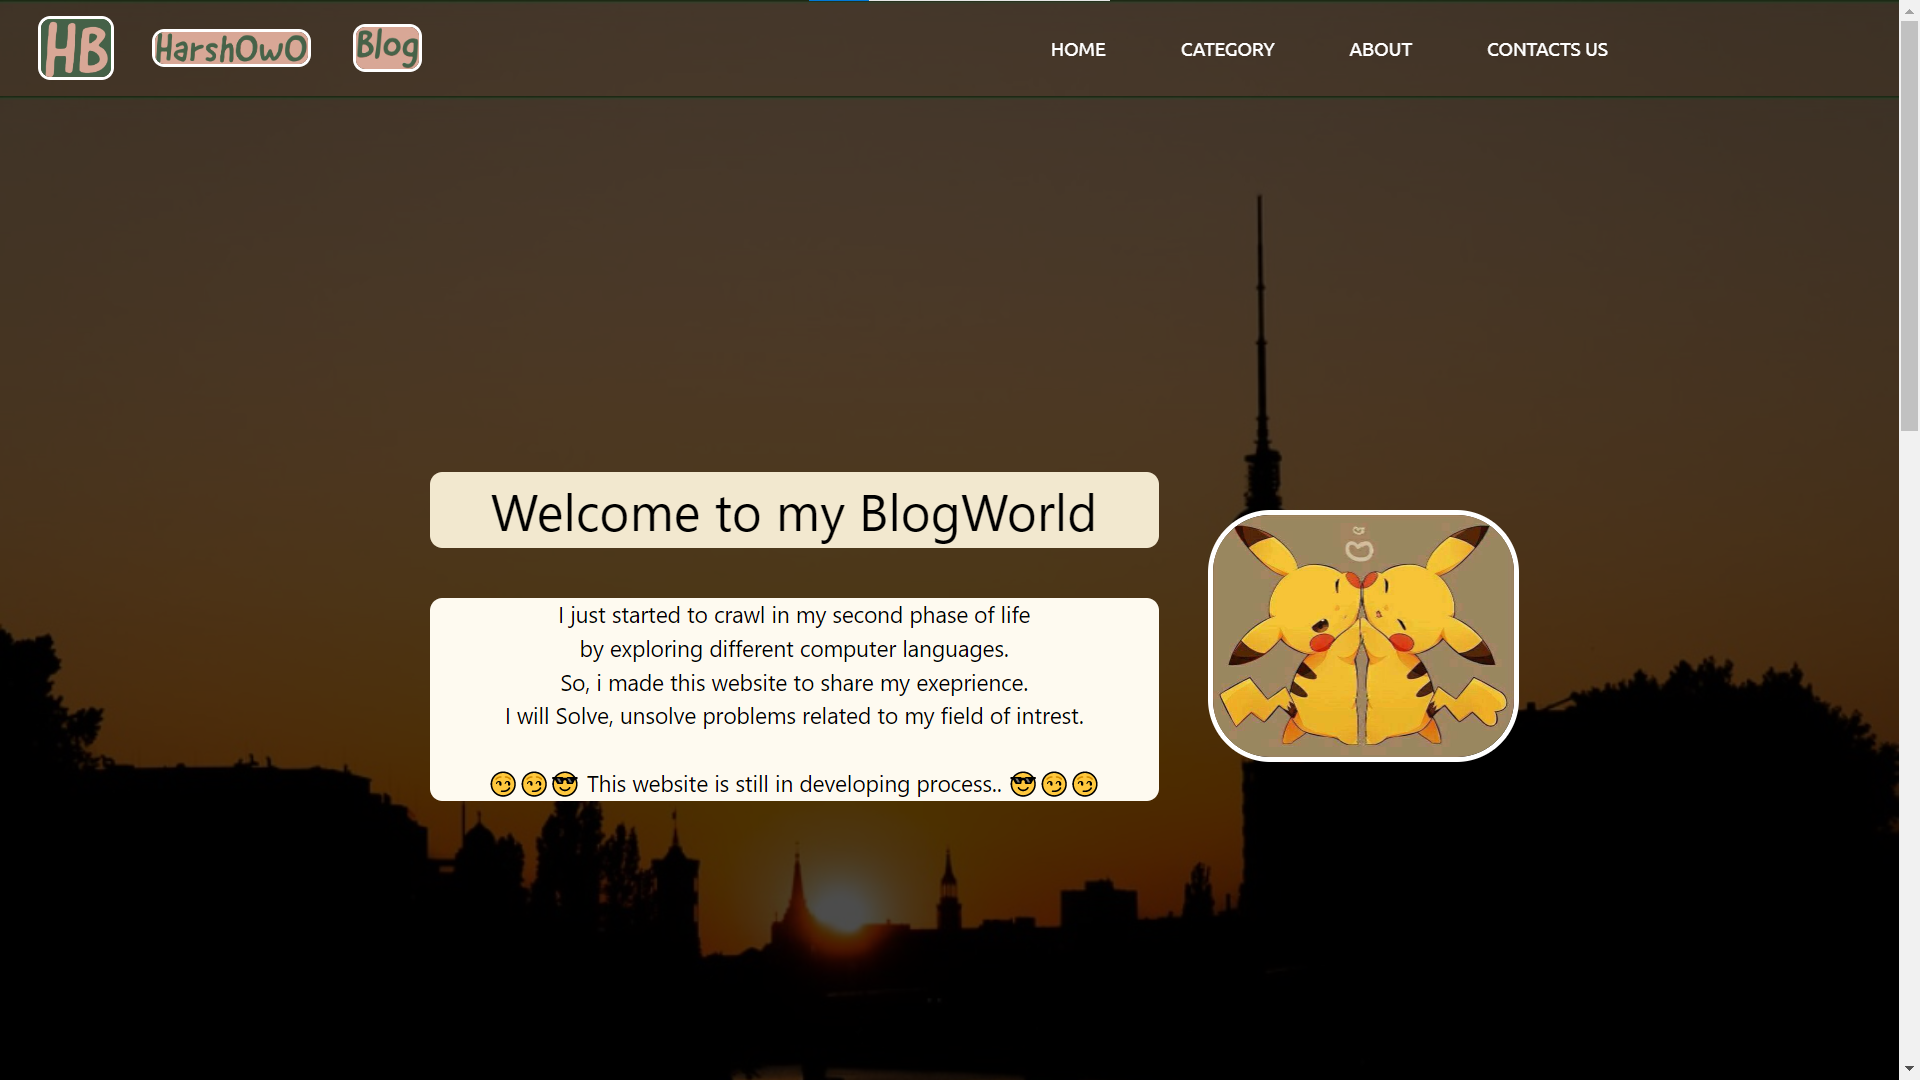 HB
HarshOwO
Blog
HOME
CATEGORY
ABOUT
CONTACTS US
Welcome to my BlogWorld
I just started to crawl in my second phase of life
by exploring different computer languages.
So, i made this website to share my exeprience.
I will Solve, unsolve problems related to my field of intrest.
😏😏😎 This website is still in developing process.. 😎😏😏